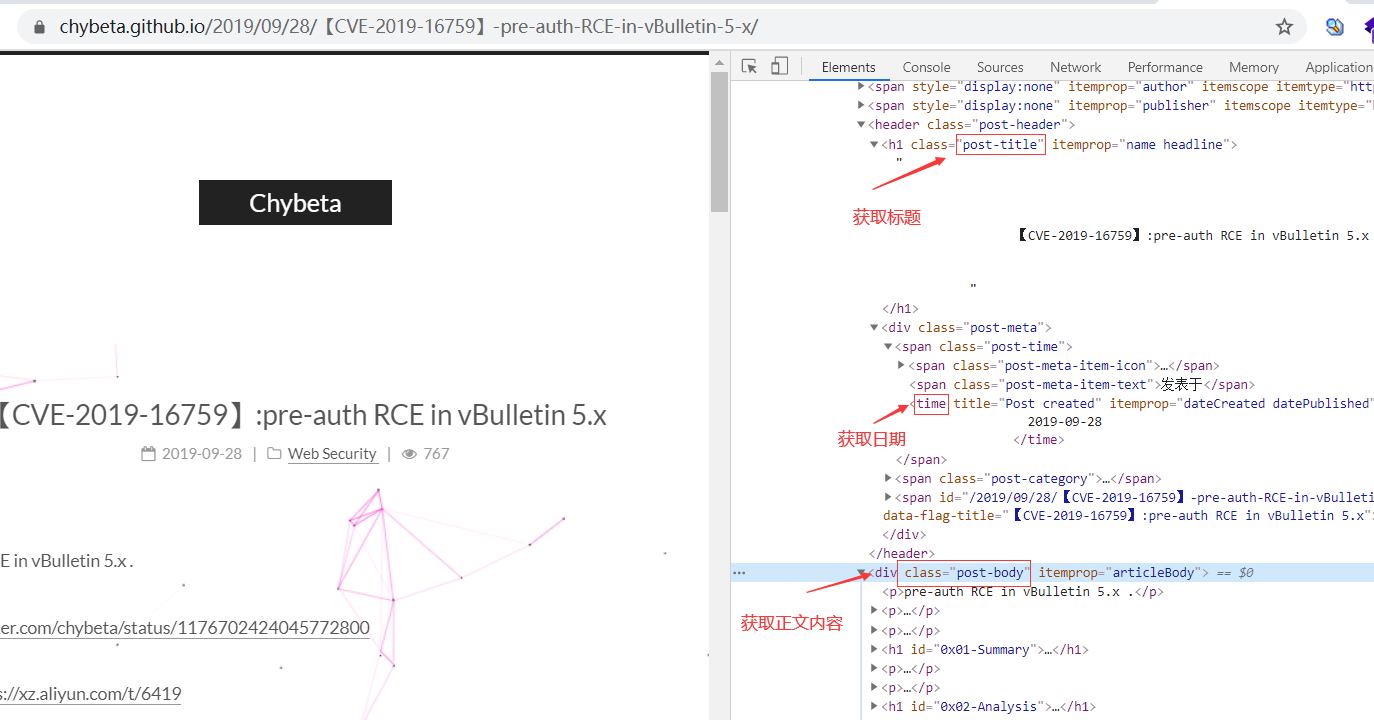 chybeta.github.io/2019/09/28/【CVE-2019-16759】-pre-auth-RCE-in-vBulletin-5-x/
Chybeta
【CVE-2019-16759】:pre-auth RCE in vBulletin 5.x
2019-09-28 | Web Security | 767
E in vBulletin 5.x .
ker.com/chybeta/status/1176702424045772800
s://xz.aliyun.com/t/6419
Elements Console Sources Network Performance Memory Application
<span style="display:none" itemprop="author" itemscope itemtype="htt
<span style="display:none" itemprop="publisher" itemscope itemtype="
<header class="post-header">
<h1 class="post-title" itemprop="name headline">
"
获取标题
【CVE-2019-16759】:pre-auth RCE in vBulletin 5.x
"
</h1>
<div class="post-meta">
<span class="post-time">
<span class="post-meta-item-icon">…</span>
<span class="post-meta-item-text">发表于</span>
<time title="Post created" itemprop="dateCreated datePublished"
2019-09-28
获取日期
</time>
</span>
<span class="post-category">…</span>
<span id="/2019/09/28/【CVE-2019-16759】-pre-auth-RCE-in-vBulleti
data-flag-title="【CVE-2019-16759】:pre-auth RCE in vBulletin 5.x">
</div>
</header>
… <div class="post-body" itemprop="articleBody"> == $0
<p>pre-auth RCE in vBulletin 5.x .</p>
获取正文内容
<p>…</p>
<p>…</p>
<h1 id="0x01-Summary">…</h1>
<p>…</p>
<p>…</p>
<h1 id="0x02-Analysis">…</h1>